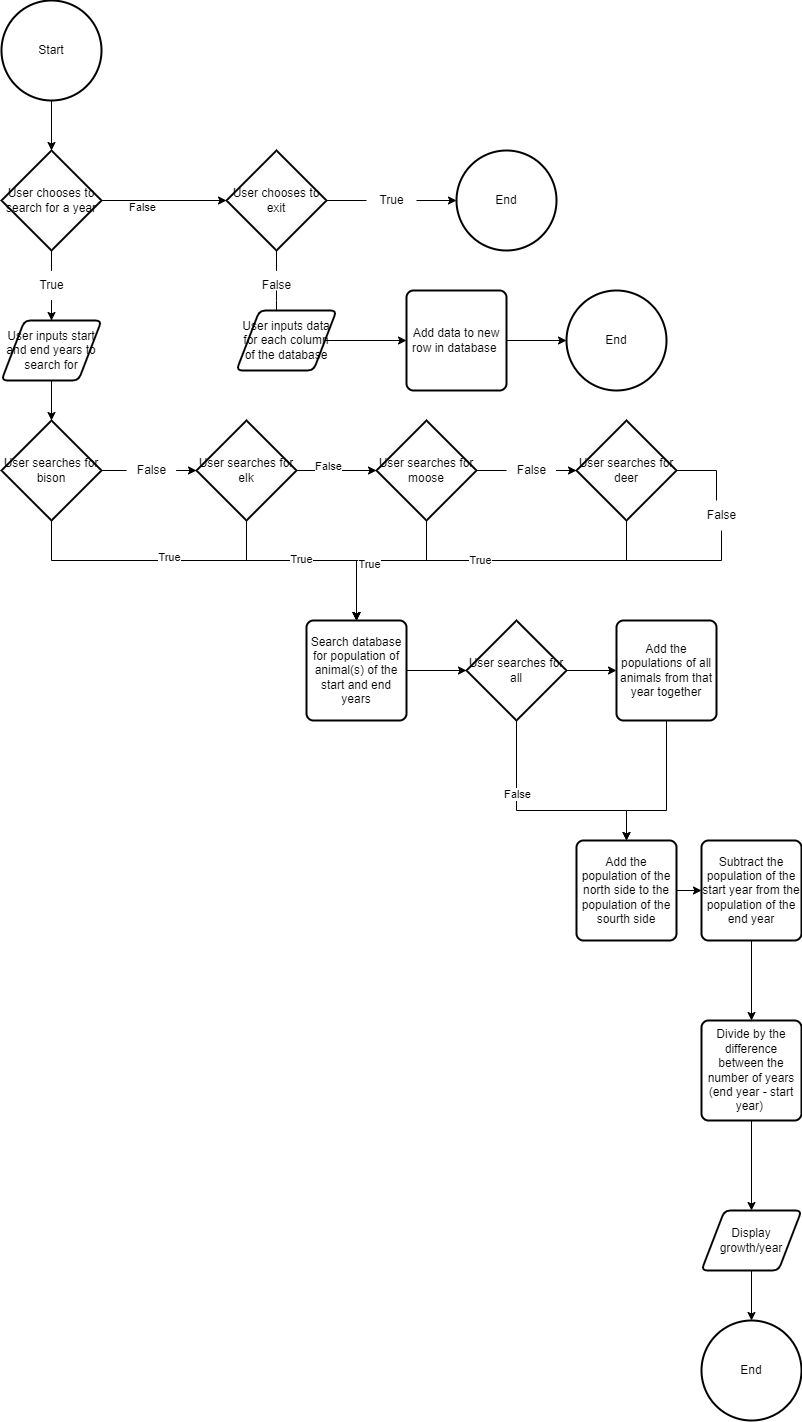 Start
User chooses to
search for a year
False
User chooses to
exit
True
End
True
False
User inputs start
and end years to
search for
User inputs data
for each column
of the database
Add data to new
row in database
End
User searches for
bison
False
User searches for
elk
False
User searches for
moose
False
User searches for
deer
False
True
True
True
True
Search database
for population of
animal(s) of the
start and end
years
User searches for
all
Add the
populations of all
animals from that
year together
False
Add the
population of the
north side to the
population of the
sourth side
Subtract the
population of the
start year from the
population of the
end year
Divide by the
difference
between the
number of years
(end year - start
year)
Display
growth/year
End